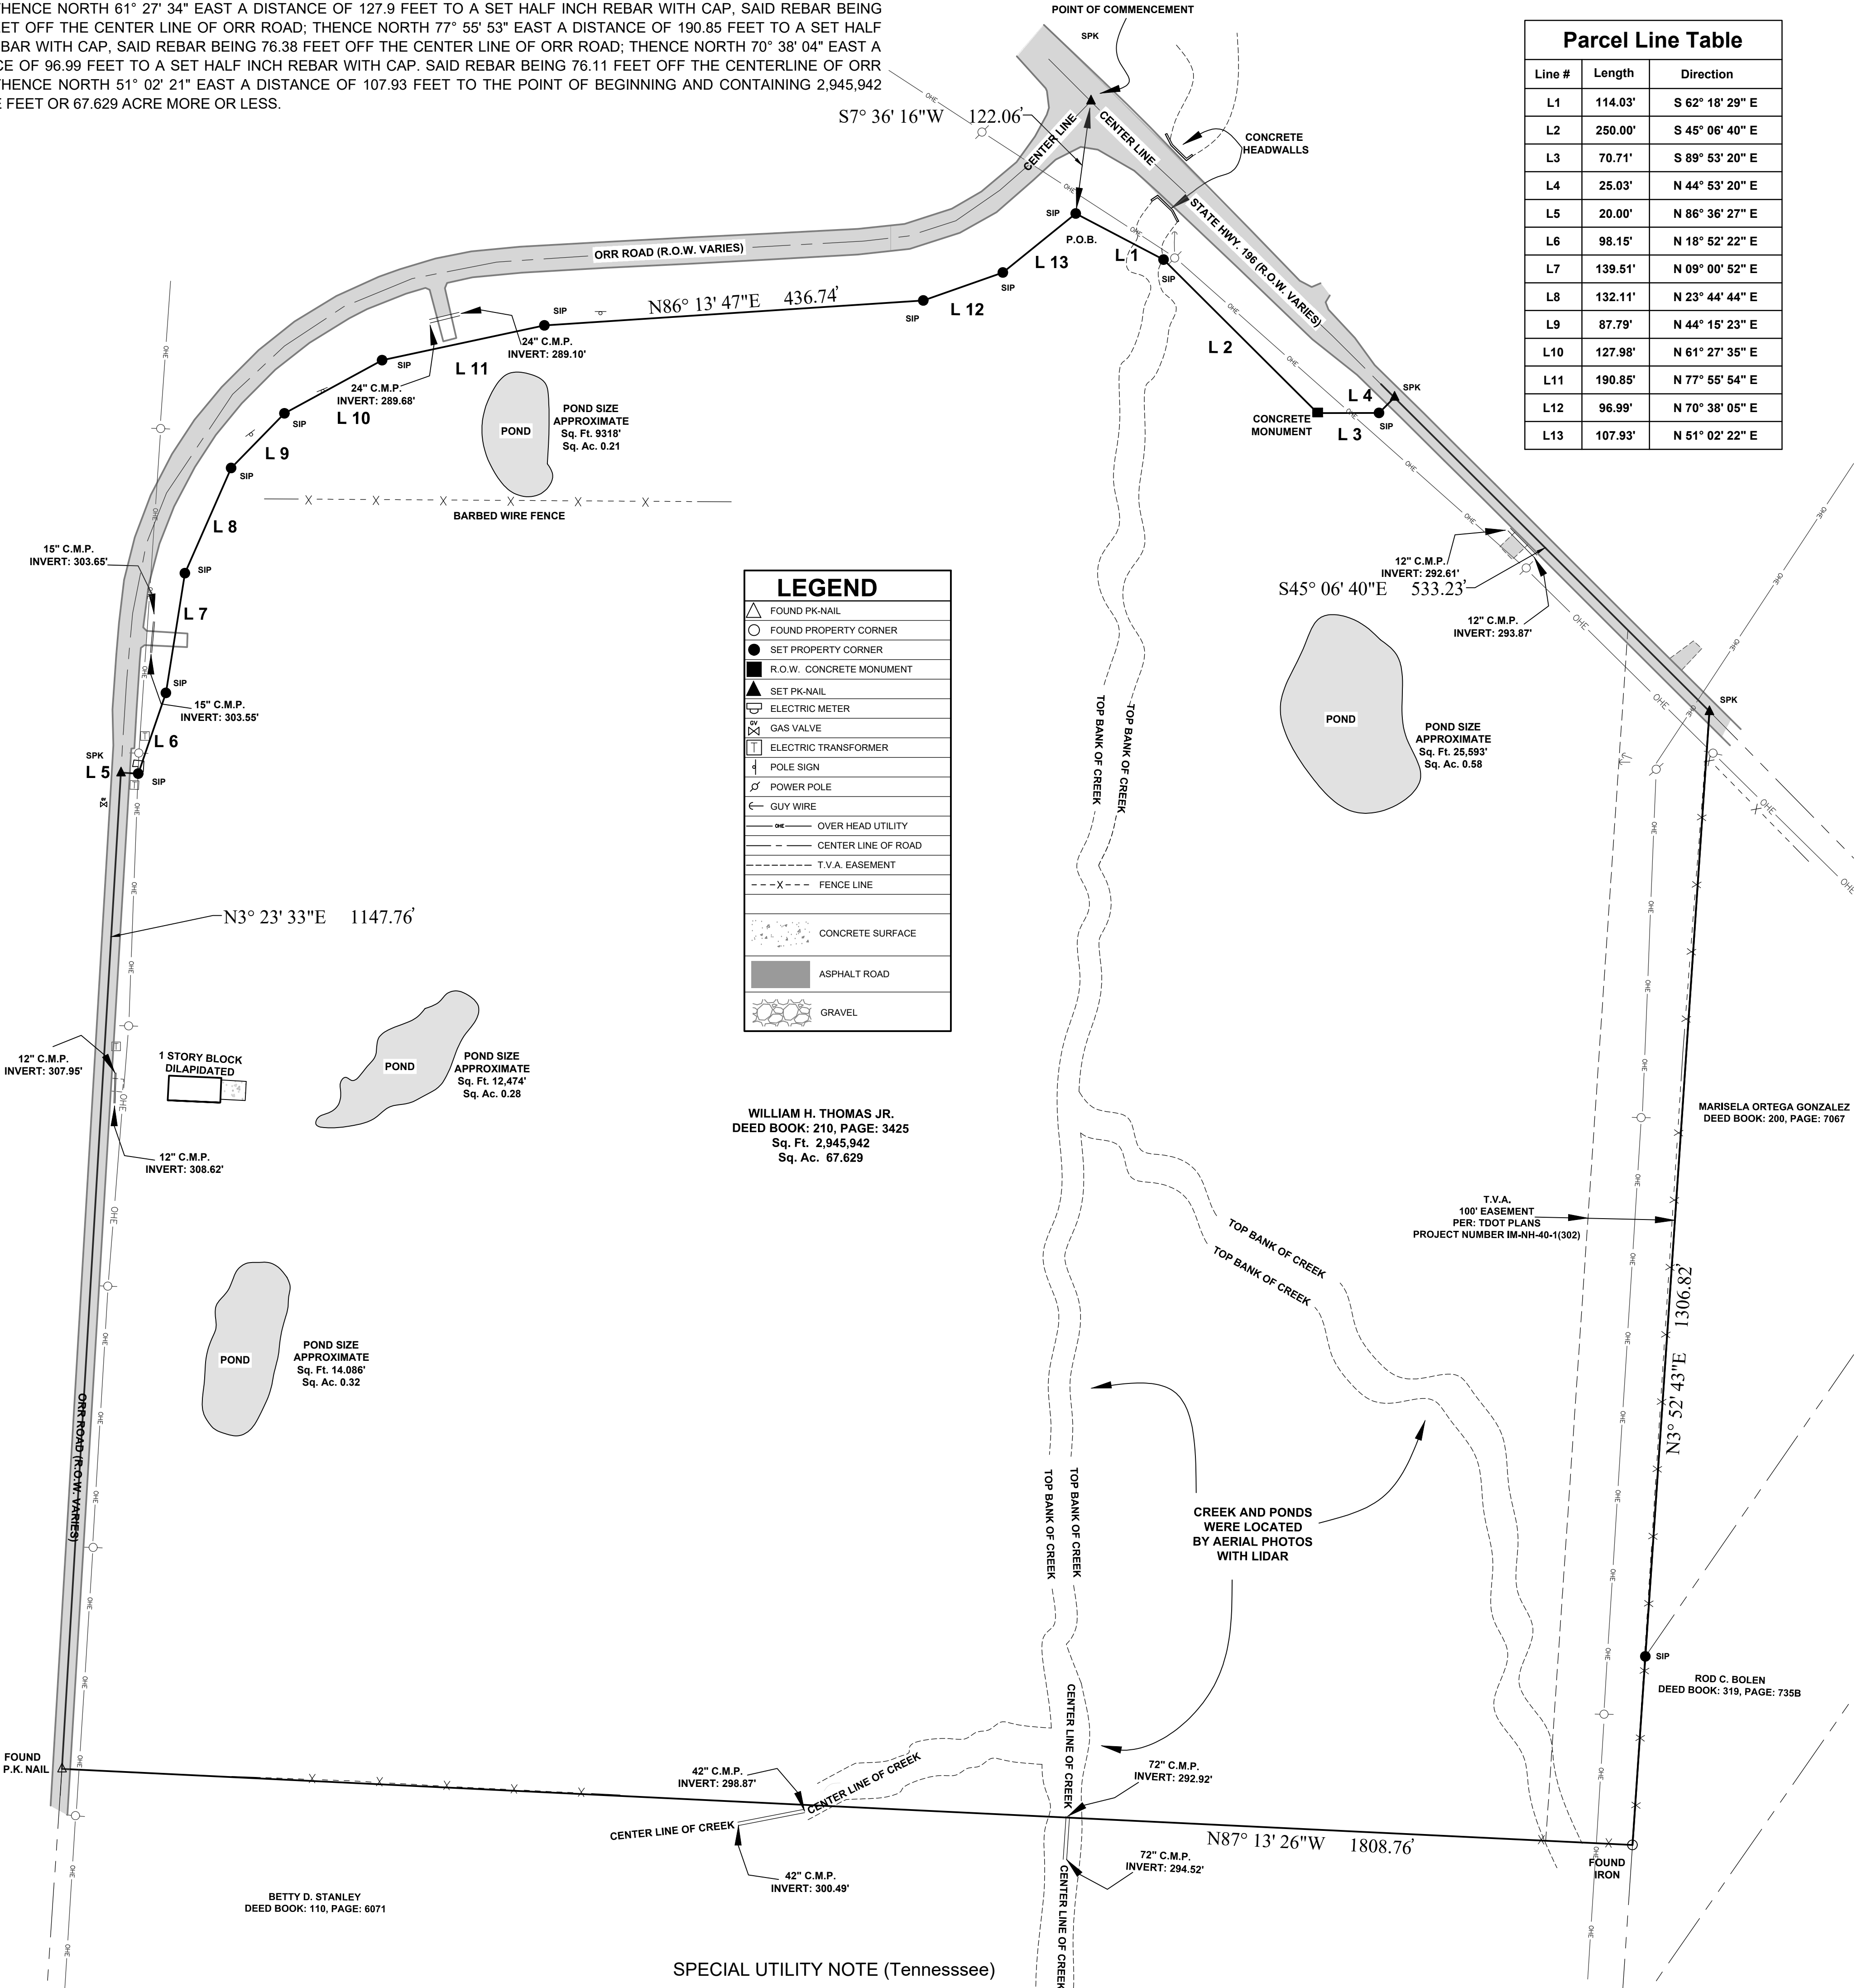 THENCE NORTH 61° 27' 34" EAST A DISTANCE OF 127.9 FEET TO A SET HALF INCH REBAR WITH CAP, SAID REBAR BEING
ET OFF THE CENTER LINE OF ORR ROAD; THENCE NORTH 77° 55' 53" EAST A DISTANCE OF 190.85 FEET TO A SET HALF
BAR WITH CAP, SAID REBAR BEING 76.38 FEET OFF THE CENTER LINE OF ORR ROAD; THENCE NORTH 70° 38' 04" EAST A
CE OF 96.99 FEET TO A SET HALF INCH REBAR WITH CAP. SAID REBAR BEING 76.11 FEET OFF THE CENTERLINE OF ORR
HENCE NORTH 51° 02' 21" EAST A DISTANCE OF 107.93 FEET TO THE POINT OF BEGINNING AND CONTAINING 2,945,942
E FEET OR 67.629 ACRE MORE OR LESS.
POINT OF COMMENCEMENT
SPK
S7° 36' 16"W 122.06'
CENTER LINE
CENTER LINE
CONCRETE
HEADWALLS
STATE HWY. 196 (R.O.W. VARIES)
Parcel Line Table
Line # Length Direction
L1 114.03' S 62° 18' 29" E
L2 250.00' S 45° 06' 40" E
L3 70.71' S 89° 53' 20" E
L4 25.03' N 44° 53' 20" E
L5 20.00' N 86° 36' 27" E
L6 98.15' N 18° 52' 22" E
L7 139.51' N 09° 00' 52" E
L8 132.11' N 23° 44' 44" E
L9 87.79' N 44° 15' 23" E
L10 127.98' N 61° 27' 35" E
L11 190.85' N 77° 55' 54" E
L12 96.99' N 70° 38' 05" E
L13 107.93' N 51° 02' 22" E
SIP
P.O.B.
L 1
SIP
L 13
SIP
L 12
SIP
ORR ROAD (R.O.W. VARIES)
N86° 13' 47"E 436.74'
SIP
24" C.M.P.
INVERT: 289.10'
L 11
SIP
24" C.M.P.
INVERT: 289.68'
L 10
SIP
L 9
SIP
L 8
SIP
L 7
SIP
L 6
SPK
L 5
SIP
L 2
L 4
SPK
SIP
L 3
CONCRETE
MONUMENT
POND
POND SIZE
APPROXIMATE
Sq. Ft. 9318'
Sq. Ac. 0.21
BARBED WIRE FENCE
15" C.M.P.
INVERT: 303.65'
15" C.M.P.
INVERT: 303.55'
12" C.M.P.
INVERT: 292.61'
S45° 06' 40"E 533.23'
12" C.M.P.
INVERT: 293.87'
LEGEND
FOUND PK-NAIL
FOUND PROPERTY CORNER
SET PROPERTY CORNER
R.O.W. CONCRETE MONUMENT
SET PK-NAIL
ELECTRIC METER
GV GAS VALVE
T ELECTRIC TRANSFORMER
POLE SIGN
POWER POLE
GUY WIRE
OHE OVER HEAD UTILITY
CENTER LINE OF ROAD
T.V.A. EASEMENT
X FENCE LINE
CONCRETE SURFACE
ASPHALT ROAD
GRAVEL
TOP BANK OF CREEK
TOP BANK OF CREEK
POND
POND SIZE
APPROXIMATE
Sq. Ft. 25,593'
Sq. Ac. 0.58
SPK
N3° 23' 33"E 1147.76'
12" C.M.P.
INVERT: 307.95'
1 STORY BLOCK
DILAPIDATED
12" C.M.P.
INVERT: 308.62'
POND
POND SIZE
APPROXIMATE
Sq. Ft. 12,474'
Sq. Ac. 0.28
WILLIAM H. THOMAS JR.
DEED BOOK: 210, PAGE: 3425
Sq. Ft. 2,945,942
Sq. Ac. 67.629
MARISELA ORTEGA GONZALEZ
DEED BOOK: 200, PAGE: 7067
T.V.A.
100' EASEMENT
PER: TDOT PLANS
PROJECT NUMBER IM-NH-40-1(302)
TOP BANK OF CREEK
TOP BANK OF CREEK
N3° 52' 43"E 1306.82'
POND
POND SIZE
APPROXIMATE
Sq. Ft. 14.086'
Sq. Ac. 0.32
ORR ROAD (R.O.W. VARIES)
TOP BANK OF CREEK
TOP BANK OF CREEK
CREEK AND PONDS
WERE LOCATED
BY AERIAL PHOTOS
WITH LIDAR
SIP
ROD C. BOLEN
DEED BOOK: 319, PAGE: 735B
FOUND
P.K. NAIL
42" C.M.P.
INVERT: 298.87'
CENTER LINE OF CREEK
CENTER LINE OF CREEK
42" C.M.P.
INVERT: 300.49'
CENTER LINE OF CREEK
72" C.M.P.
INVERT: 292.92'
N87° 13' 26"W 1808.76'
72" C.M.P.
INVERT: 294.52'
CENTER LINE OF CREEK
FOUND
IRON
BETTY D. STANLEY
DEED BOOK: 110, PAGE: 6071
SPECIAL UTILITY NOTE (Tennesssee)